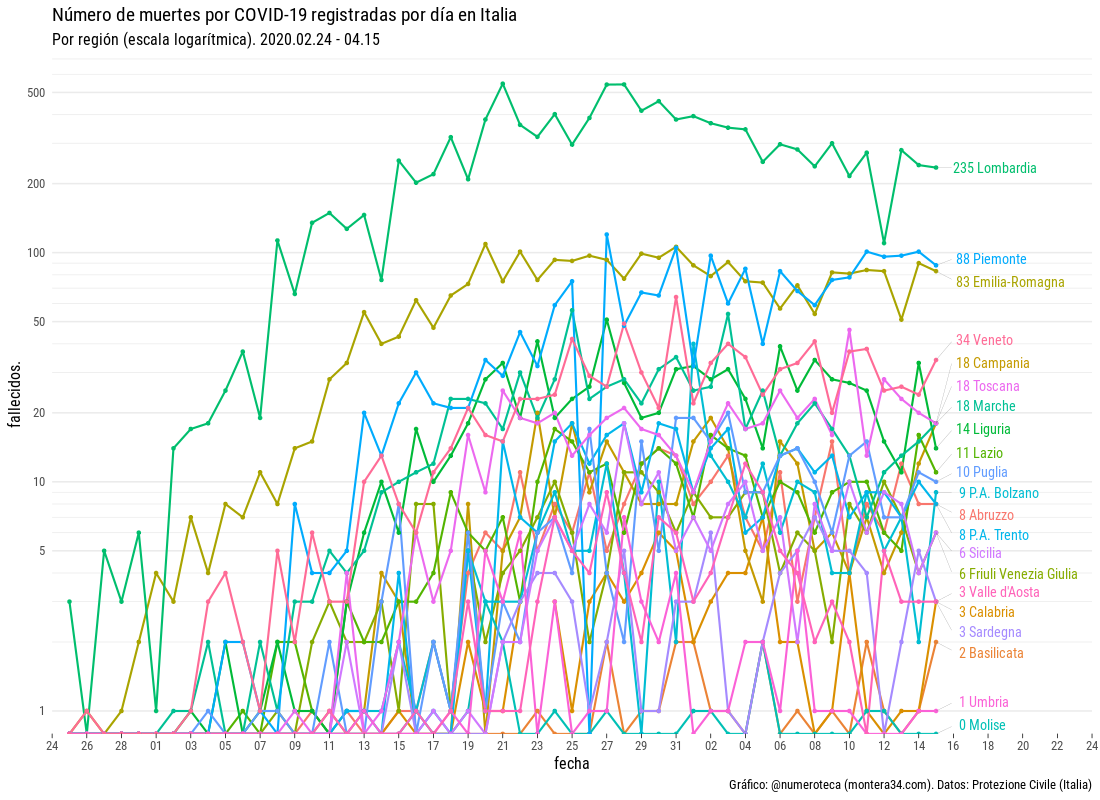 Número de muertes por COVID-19 registradas por día en Italia
Por región (escala logarítmica). 2020.02.24 - 04.15
500
200
100
50
20
10
5
1
fallecidos.
235 Lombardia
88 Piemonte
83 Emilia-Romagna
34 Veneto
18 Campania
18 Toscana
18 Marche
14 Liguria
11 Lazio
10 Puglia
9 P.A. Bolzano
8 Abruzzo
8 P.A. Trento
6 Sicilia
6 Friuli Venezia Giulia
3 Valle d'Aosta
3 Calabria
3 Sardegna
2 Basilicata
1 Umbria
0 Molise
24 26 28 01 03 05 07 09 11 13 15 17 19 21 23 25 27 29 31 02 04 06 08 10 12 14 16 18 20 22 24
fecha
Gráfico: @numeroteca (montera34.com). Datos: Protezione Civile (Italia)